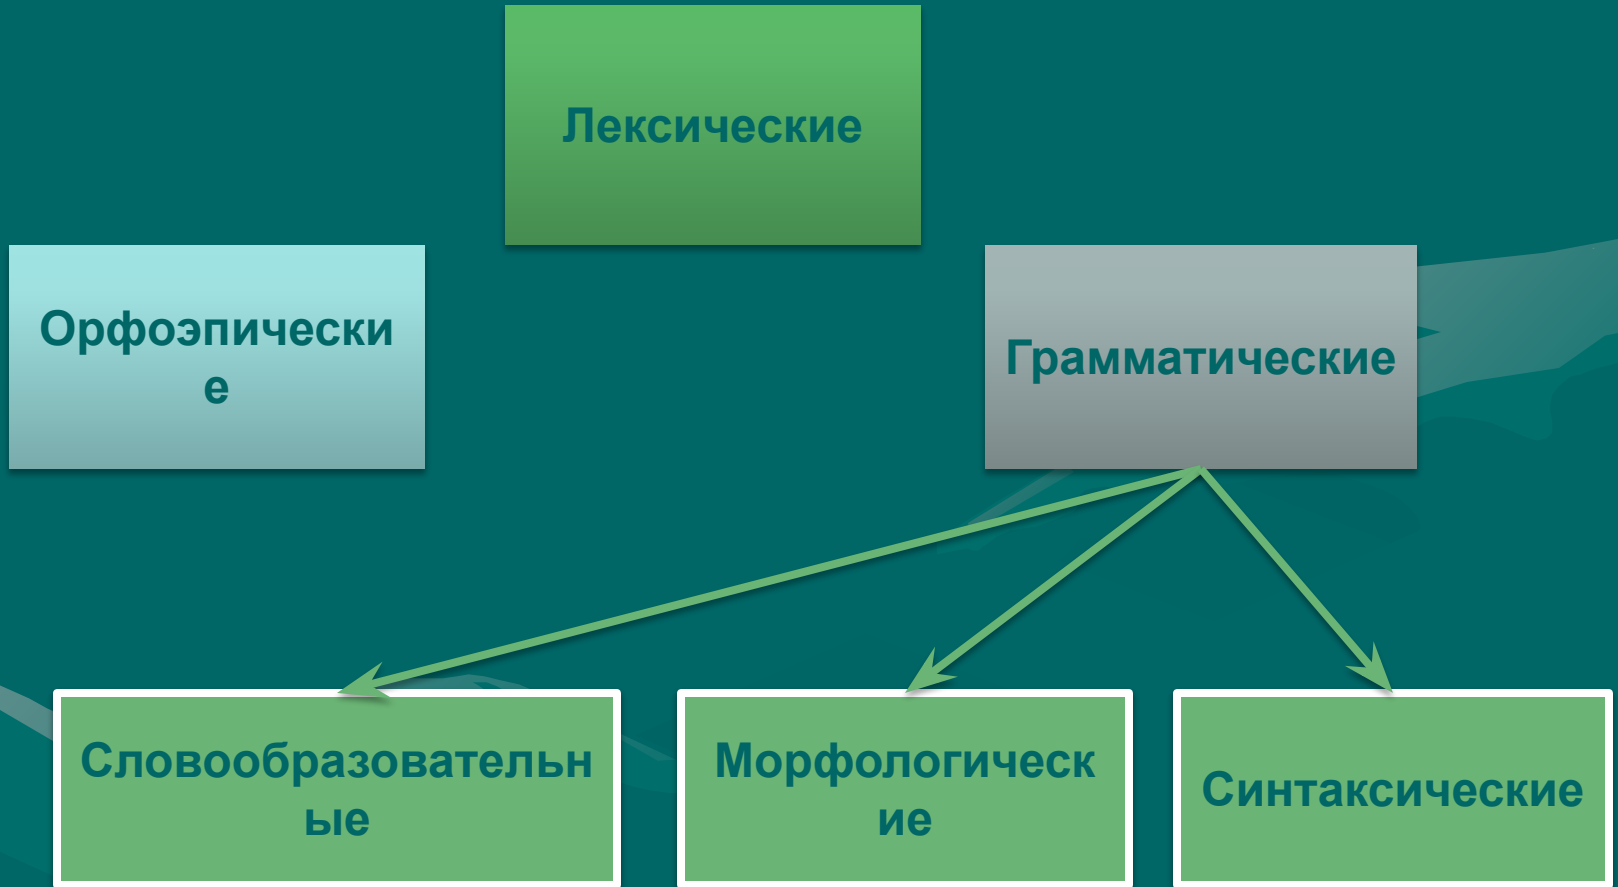 Лексические
Орфоэпически
е
Грамматические
Словообразовательн
ые
Морфологическ
ие
Синтаксические